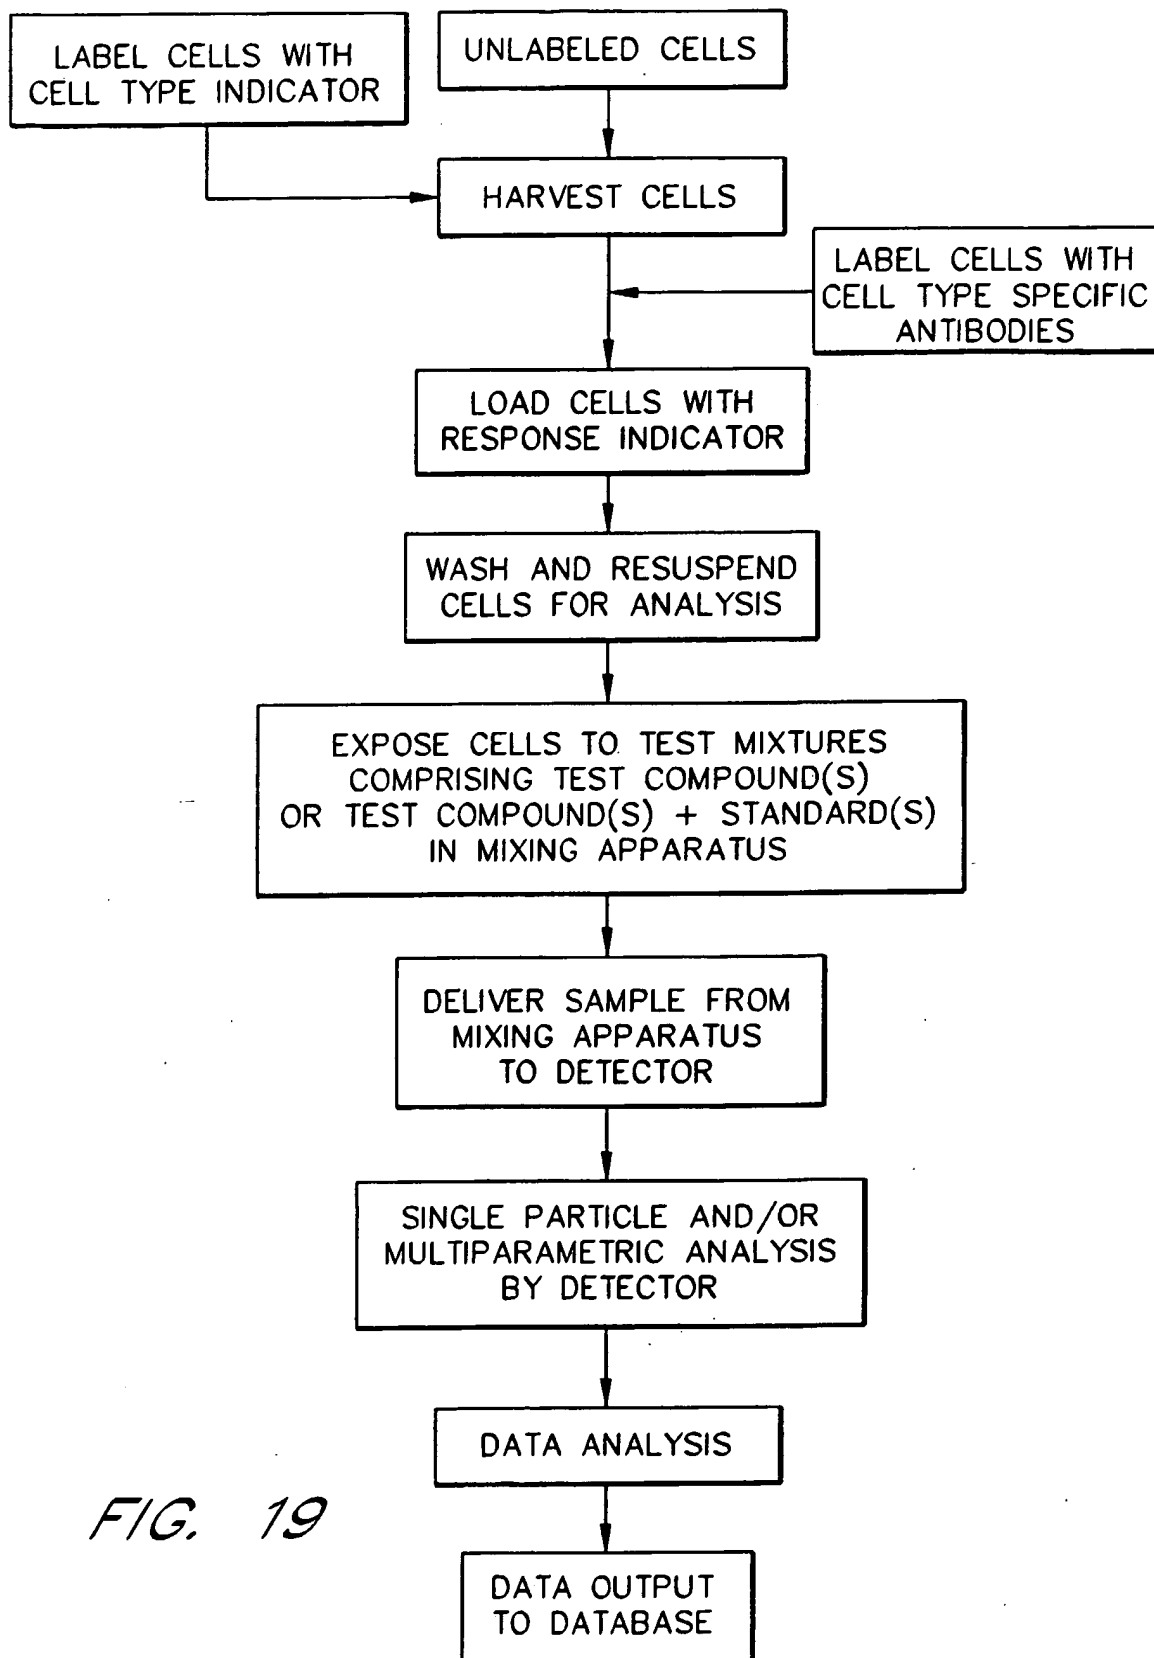 LABEL CELLS WITH
CELL TYPE INDICATOR
UNLABELED CELLS
HARVEST CELLS
LABEL CELLS WITH
CELL TYPE SPECIFIC
ANTIBODIES
LOAD CELLS WITH
RESPONSE INDICATOR
WASH AND RESUSPEND
CELLS FOR ANALYSIS
EXPOSE CELLS TO TEST MIXTURES
COMPRISING TEST COMPOUND(S)
OR TEST COMPOUND(S) + STANDARD(S)
IN MIXING APPARATUS
DELIVER SAMPLE FROM
MIXING APPARATUS
TO DETECTOR
SINGLE PARTICLE AND/OR
MULTIPARAMETRIC ANALYSIS
BY DETECTOR
DATA ANALYSIS
DATA OUTPUT
TO DATABASE
FIG. 19